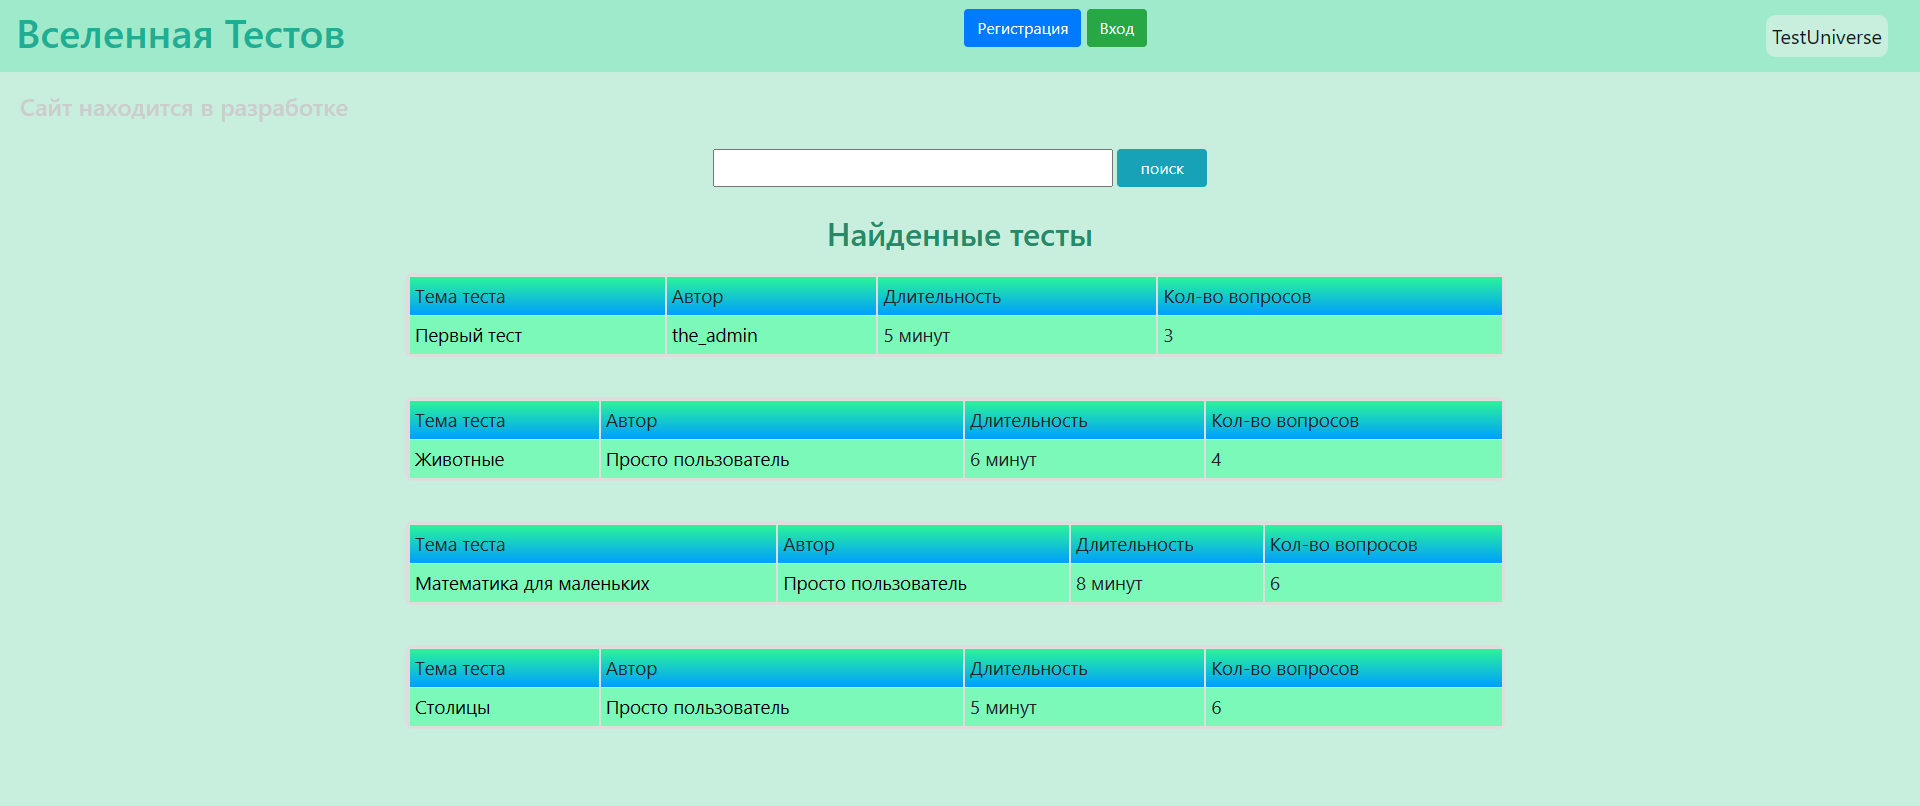 Вселенная Тестов
Регистрация Вход
TestUniverse
Сайт находится в разработке
поиск
Найденные тесты
Тема теста Автор Длительность Кол-во вопросов
Первый тест the_admin 5 минут 3
Тема теста Автор Длительность Кол-во вопросов
Животные Просто пользователь 6 минут 4
Тема теста Автор Длительность Кол-во вопросов
Математика для маленьких Просто пользователь 8 минут 6
Тема теста Автор Длительность Кол-во вопросов
Столицы Просто пользователь 5 минут 6